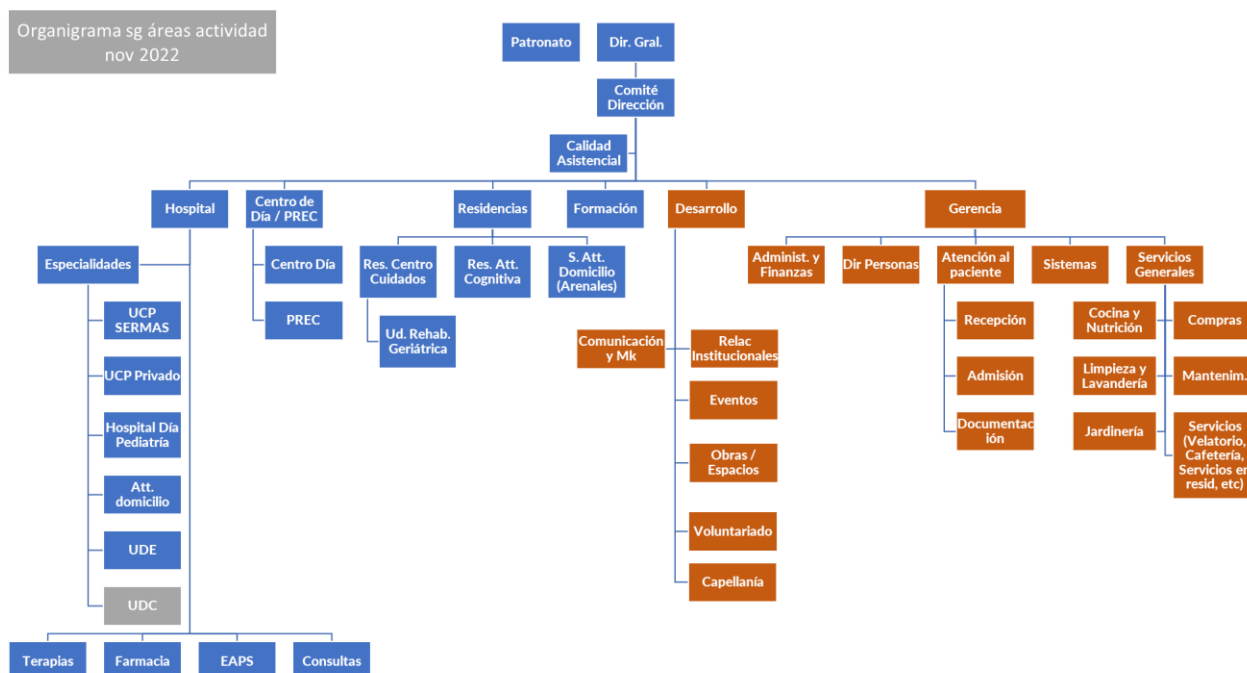 Organigrama sg áreas actividad
nov 2022
Patronato
Dir. Gral.
Comité
Dirección
Calidad
Asistencial
Hospital
Centro de
Día / PREC
Residencias
Formación
Desarrollo
Gerencia
Especialidades
Centro Día
Res. Centro
Cuidados
Res. Att.
Cognitiva
S. Att.
Domicilio
(Arenales)
Administ. y
Finanzas
Dir Personas
Atención al
paciente
Sistemas
Servicios
Generales
UCP
SERMAS
PREC
Ud. Rehab.
Geriátrica
Comunicación
y Mk
Relac
Institucionales
Recepción
Cocina y
Nutrición
Compras
UCP Privado
Eventos
Admisión
Limpieza y
Lavandería
Mantenim.
Hospital Día
Pediatría
Obras /
Espacios
Documentac
ión
Jardinería
Servicios
(Velatorio,
Cafetería,
Servicios en
resid, etc)
Att.
domicilio
Voluntariado
UDE
Capellanía
UDC
Terapias
Farmacia
EAPS
Consultas